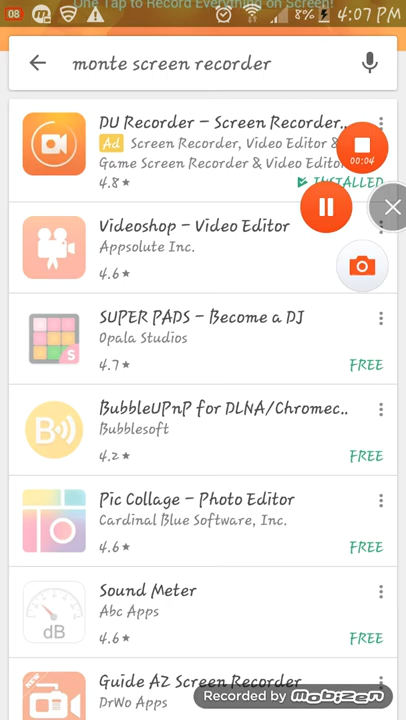 One Tap to Record Everything on Screen!
08 8% 4:07 PM
monte screen recorder
DU Recorder – Screen Recorder...
Ad Screen Recorder, Video Editor &
Game Screen Recorder & Video Editor
4.8★ INSTALLED
00:04
Videoshop – Video Editor
Appsolute Inc.
4.6★
SUPER PADS – Become a DJ
Opala Studios
S
4.7★ FREE
BubbleUPnP for DLNA/Chromec..
Bubblesoft
B
4.2★ FREE
Pic Collage – Photo Editor
Cardinal Blue Software, Inc.
4.6★ FREE
Sound Meter
Abc Apps
dB
4.6★ FREE
NEW
Guide AZ Screen Recorder
DrWo Apps
Recorded by mobizen